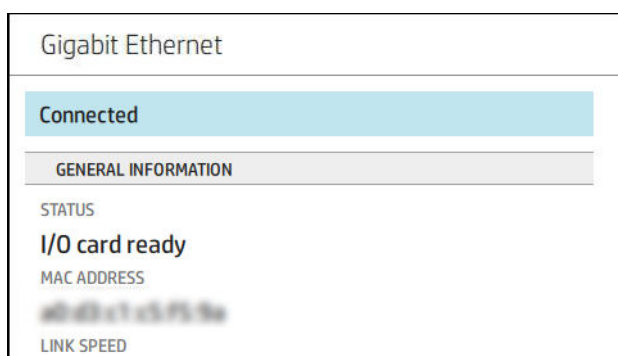 Gigabit Ethernet
Connected
GENERAL INFORMATION
STATUS
I/O card ready
MAC ADDRESS
LINK SPEED